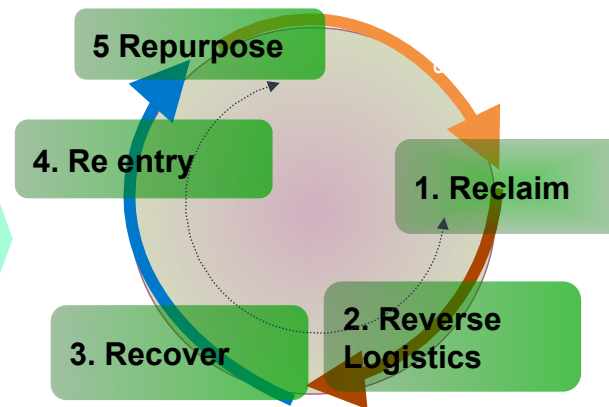 5 Repurpose
4. Re entry
1. Reclaim
2. Reverse
Logistics
3. Recover